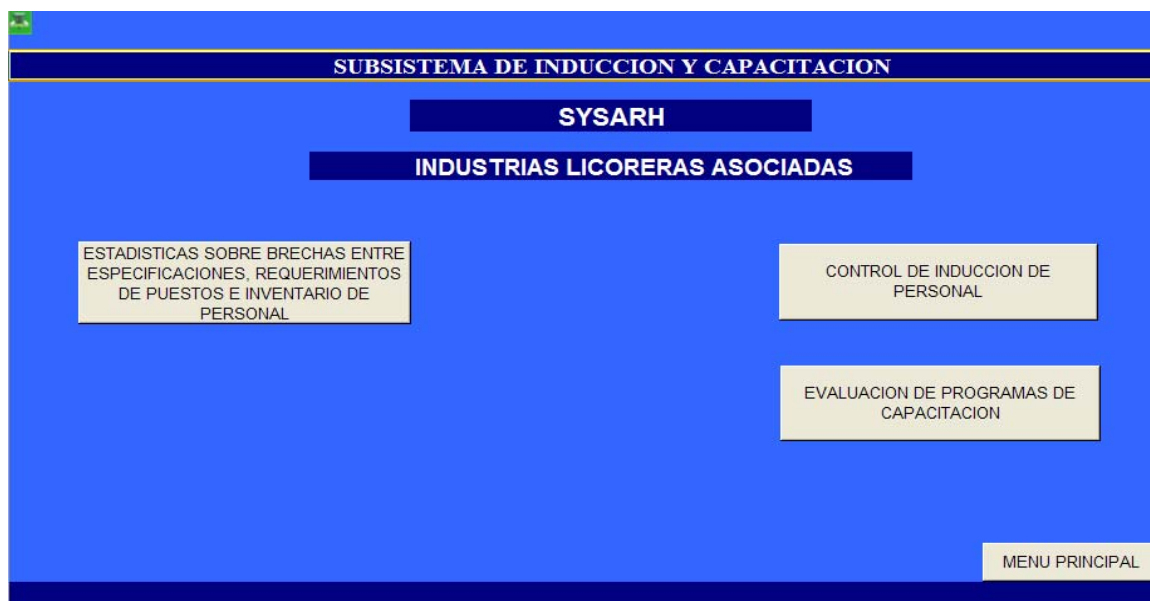 SUBSISTEMA DE INDUCCION Y CAPACITACION
SYSARH
INDUSTRIAS LICORERAS ASOCIADAS
ESTADISTICAS SOBRE BRECHAS ENTRE
ESPECIFICACIONES, REQUERIMIENTOS
DE PUESTOS E INVENTARIO DE
PERSONAL
CONTROL DE INDUCCION DE
PERSONAL
EVALUACION DE PROGRAMAS DE
CAPACITACION
MENU PRINCIPAL